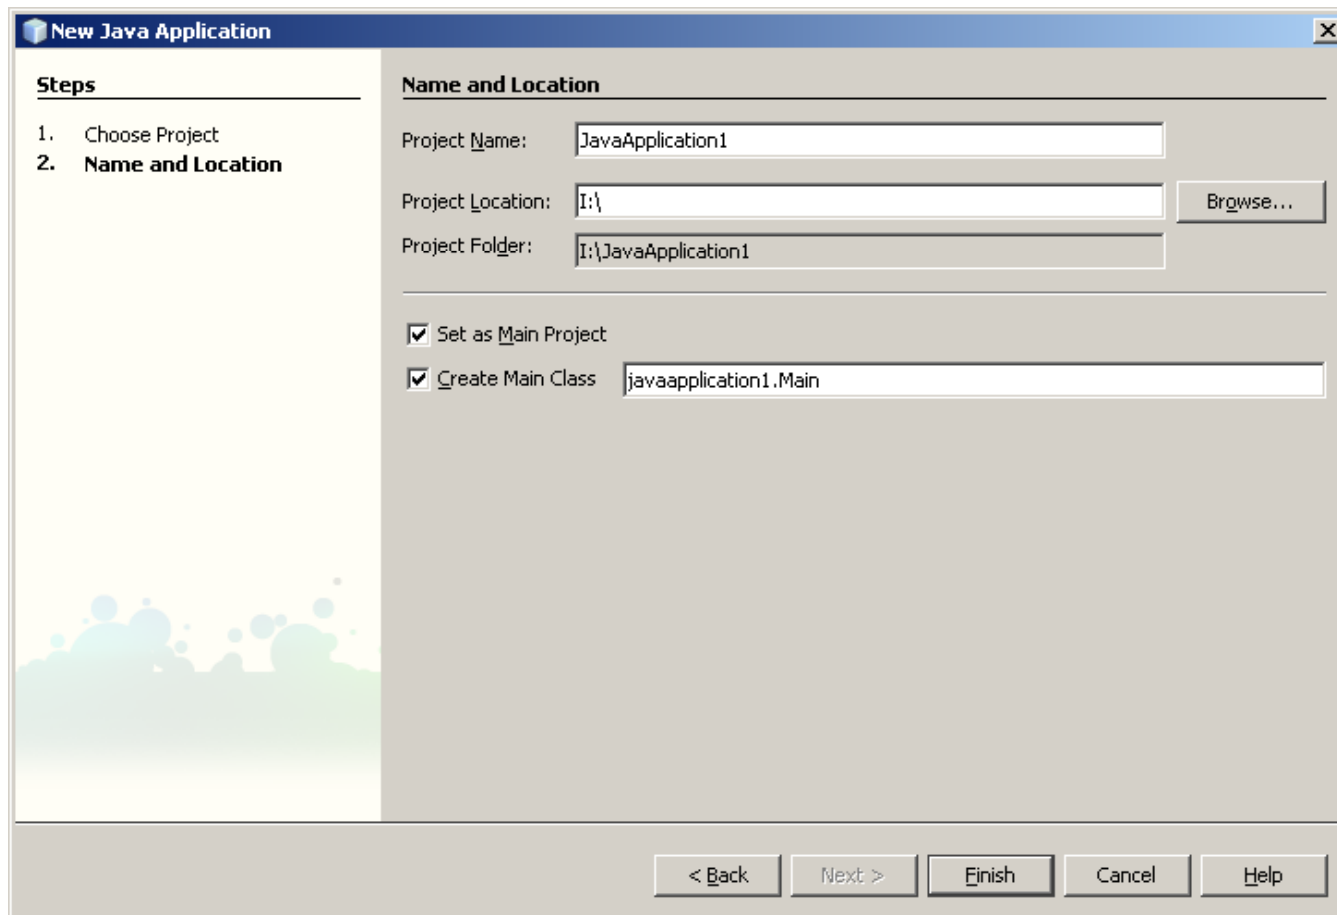 New Java Application
Steps
1. Choose Project
2. Name and Location
Name and Location
Project Name: JavaApplication1
Project Location: I:\ Browse...
Project Folder: I:\JavaApplication1
Set as Main Project
Create Main Class javaapplication1.Main
< Back Next > Finish Cancel Help